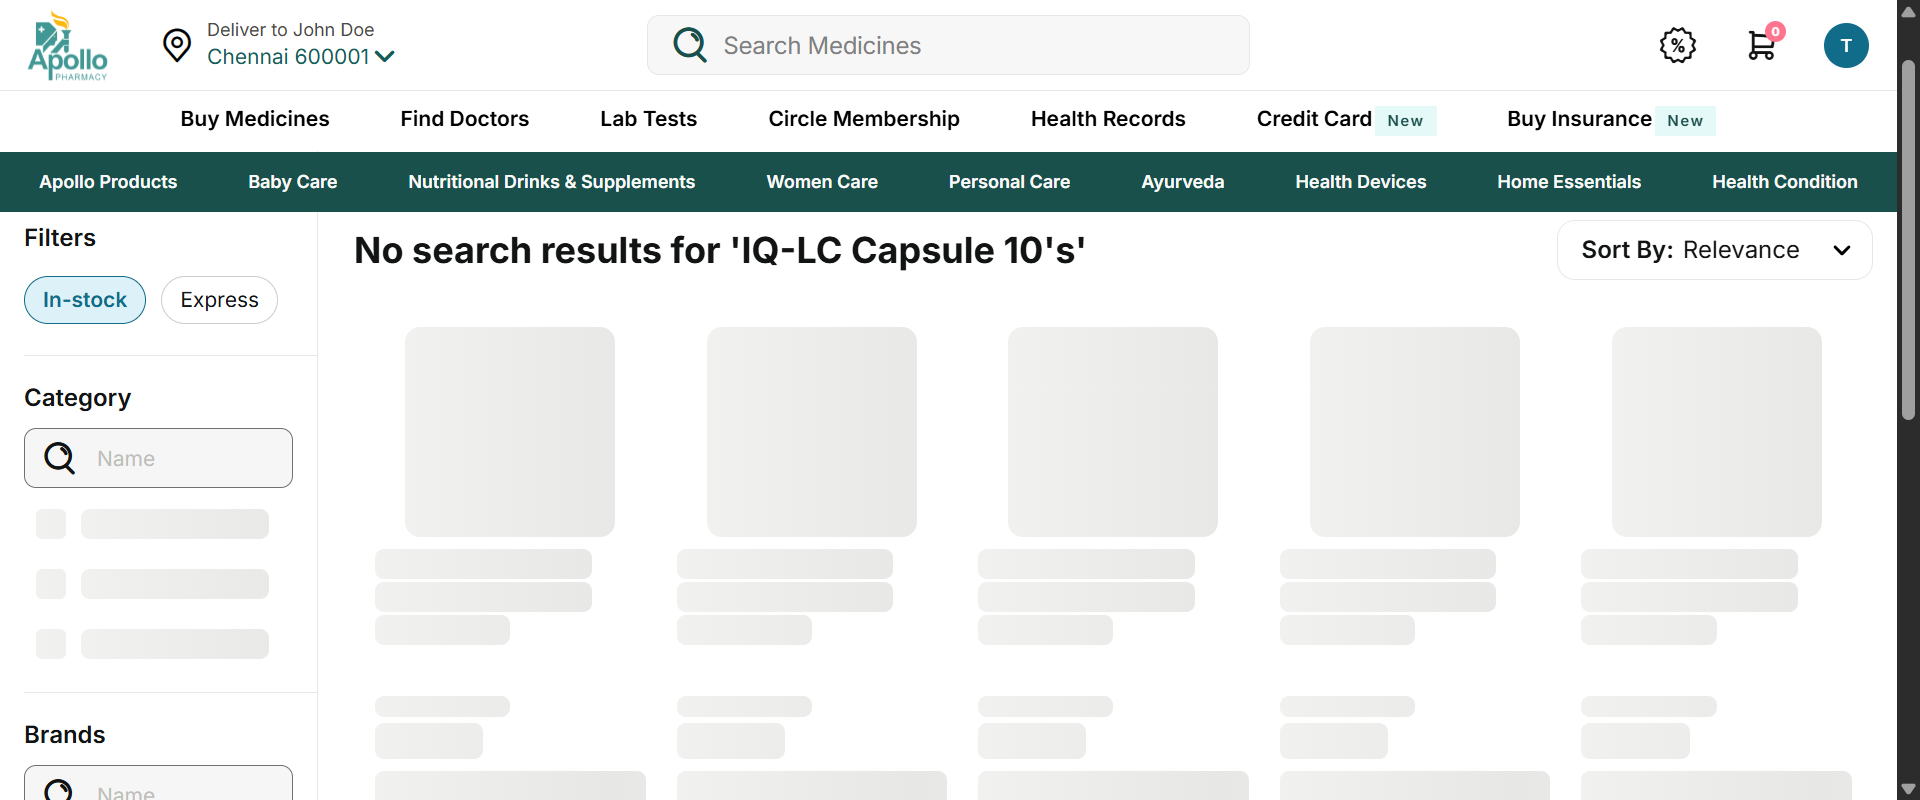 Apollo
PHARMACY
Deliver to John Doe
Chennai 600001
Search Medicines
0
T
Buy Medicines
Find Doctors
Lab Tests
Circle Membership
Health Records
Credit Card New
Buy Insurance New
Apollo Products
Baby Care
Nutritional Drinks & Supplements
Women Care
Personal Care
Ayurveda
Health Devices
Home Essentials
Health Condition
Filters
In-stock
Express
Category
Name
Brands
Name
No search results for 'IQ-LC Capsule 10's'
Sort By: Relevance